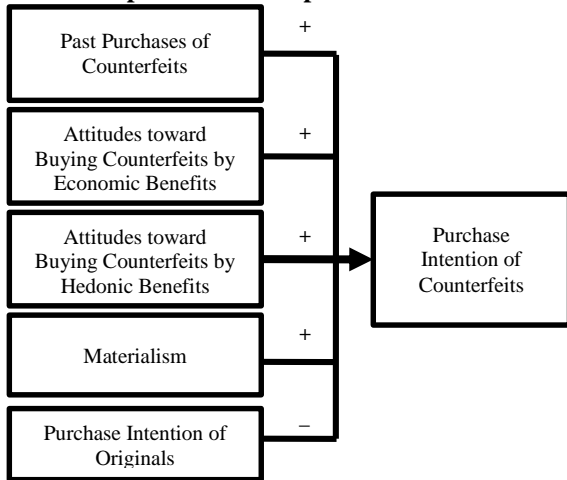 +
Past Purchases of
Counterfeits
+
Attitudes toward
Buying Counterfeits by
Economic Benefits
+
Attitudes toward
Buying Counterfeits by
Hedonic Benefits
Purchase
Intention of
Counterfeits
+
Materialism
–
Purchase Intention of
Originals